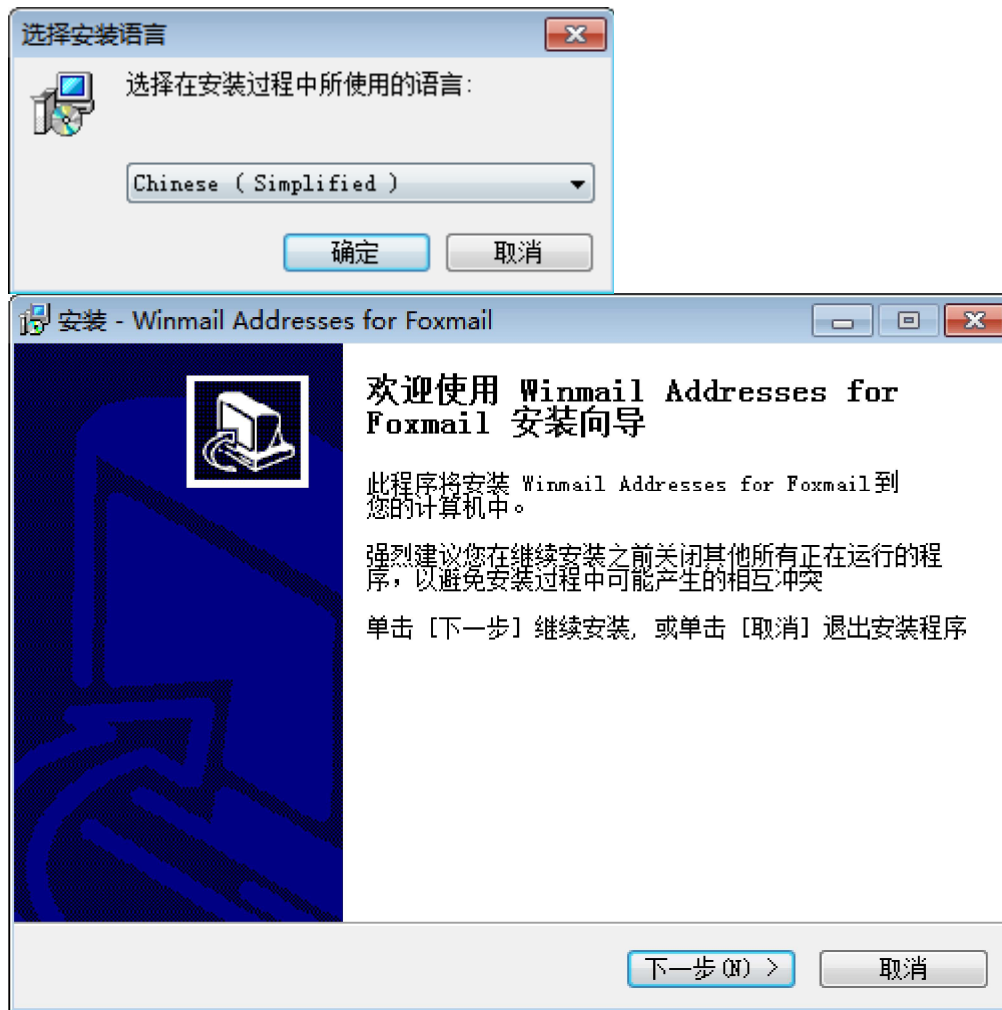 选择安装语言
选择在安装过程中所使用的语言:
Chinese ( Simplified )
确定 取消
安装 - Winmail Addresses for Foxmail
欢迎使用 Winmail Addresses for
Foxmail 安装向导
此程序将安装 Winmail Addresses for Foxmail到
您的计算机中。
强烈建议您在继续安装之前关闭其他所有正在运行的程
序，以避免安装过程中可能产生的相互冲突
单击 [下一步] 继续安装, 或单击 [取消] 退出安装程序
下一步(N) > 取消